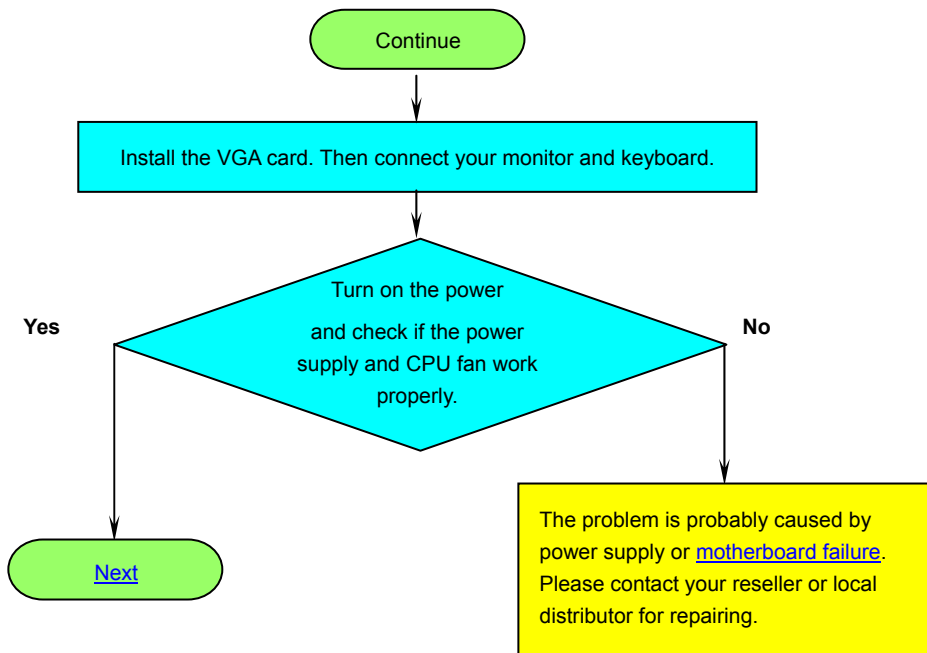 Continue
Install the VGA card. Then connect your monitor and keyboard.
Turn on the power
and check if the power
supply and CPU fan work
properly.
Yes
No
Next
The problem is probably caused by
power supply or motherboard failure.
Please contact your reseller or local
distributor for repairing.